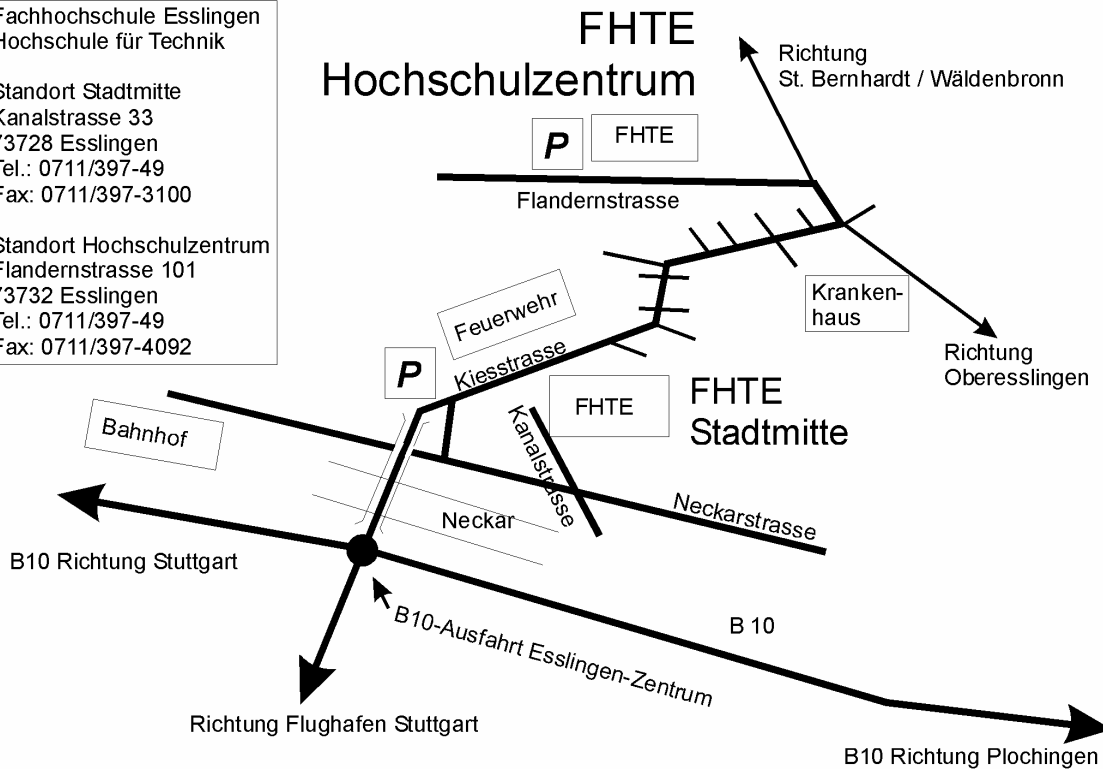 Fachhochschule Esslingen
Hochschule für Technik
Standort Stadtmitte
Kanalstrasse 33
73728 Esslingen
Tel.: 0711/397-49
Fax: 0711/397-3100
Standort Hochschulzentrum
Flandernstrasse 101
73732 Esslingen
Tel.: 0711/397-49
Fax: 0711/397-4092
FHTE
Hochschulzentrum
Richtung
St. Bernhardt / Wäldenbronn
P
FHTE
Flandernstrasse
Kranken-
haus
Richtung
Oberesslingen
Feuerwehr
P
Kiesstrasse
FHTE
FHTE
Stadtmitte
Kanalstrasse
Bahnhof
Neckar
Neckarstrasse
B10 Richtung Stuttgart
B10-Ausfahrt Esslingen-Zentrum
B 10
Richtung Flughafen Stuttgart
B10 Richtung Plochingen